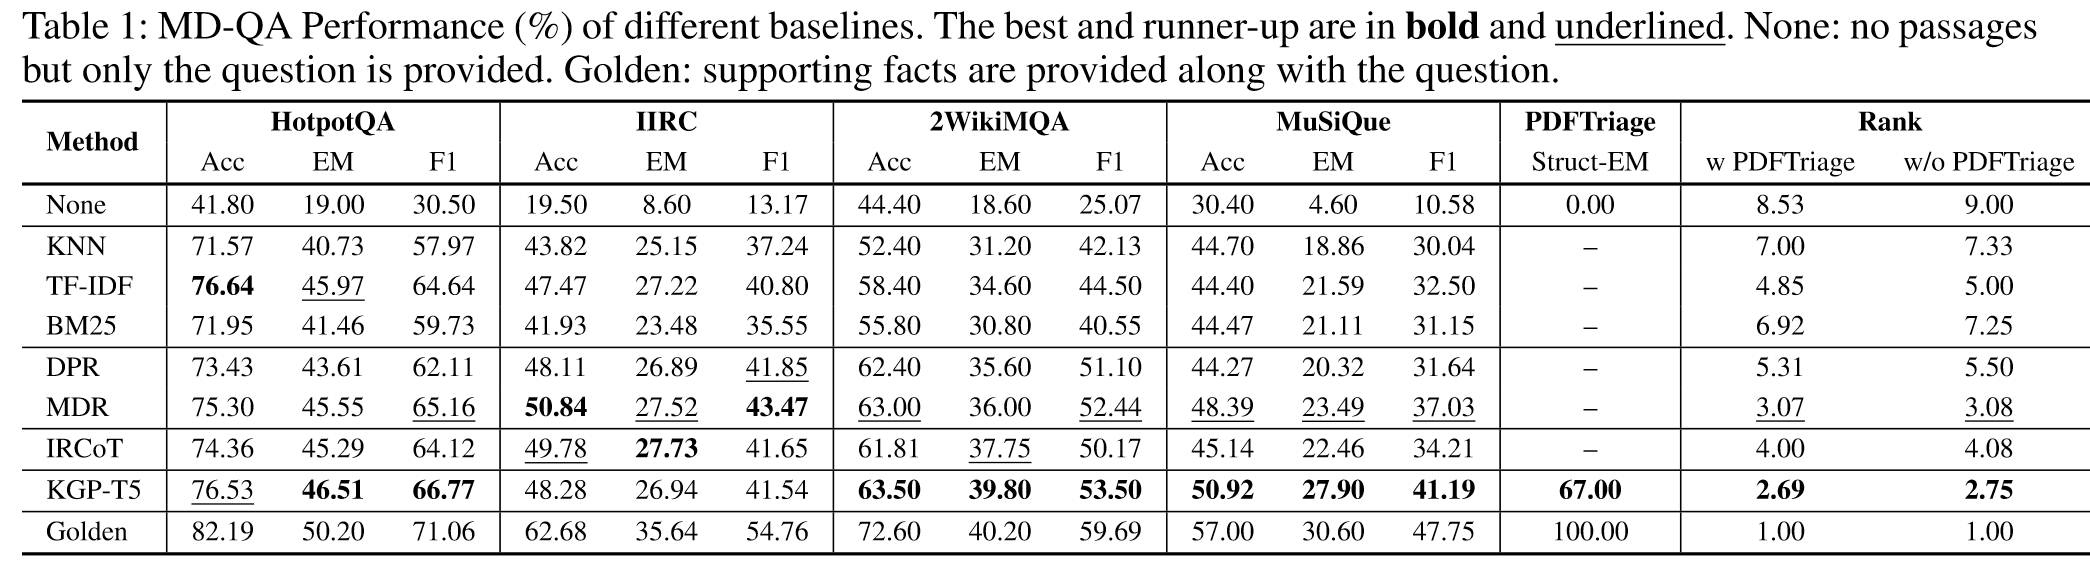 Table 1: MD-QA Performance (%) of different baselines. The best and runner-up are in bold and underlined. None: no passages
but only the question is provided. Golden: supporting facts are provided along with the question.
Method HotpotQA IIRC 2WikiMQA MuSiQue PDFTriage Rank
Acc EM F1 Acc EM F1 Acc EM F1 Acc EM F1 Struct-EM w PDFTriage w/o PDFTriage
None 41.80 19.00 30.50 19.50 8.60 13.17 44.40 18.60 25.07 30.40 4.60 10.58 0.00 8.53 9.00
KNN 71.57 40.73 57.97 43.82 25.15 37.24 52.40 31.20 42.13 44.70 18.86 30.04 – 7.00 7.33
TF-IDF 76.64 45.97 64.64 47.47 27.22 40.80 58.40 34.60 44.50 44.40 21.59 32.50 – 4.85 5.00
BM25 71.95 41.46 59.73 41.93 23.48 35.55 55.80 30.80 40.55 44.47 21.11 31.15 – 6.92 7.25
DPR 73.43 43.61 62.11 48.11 26.89 41.85 62.40 35.60 51.10 44.27 20.32 31.64 – 5.31 5.50
MDR 75.30 45.55 65.16 50.84 27.52 43.47 63.00 36.00 52.44 48.39 23.49 37.03 – 3.07 3.08
IRCoT 74.36 45.29 64.12 49.78 27.73 41.65 61.81 37.75 50.17 45.14 22.46 34.21 – 4.00 4.08
KGP-T5 76.53 46.51 66.77 48.28 26.94 41.54 63.50 39.80 53.50 50.92 27.90 41.19 67.00 2.69 2.75
Golden 82.19 50.20 71.06 62.68 35.64 54.76 72.60 40.20 59.69 57.00 30.60 47.75 100.00 1.00 1.00